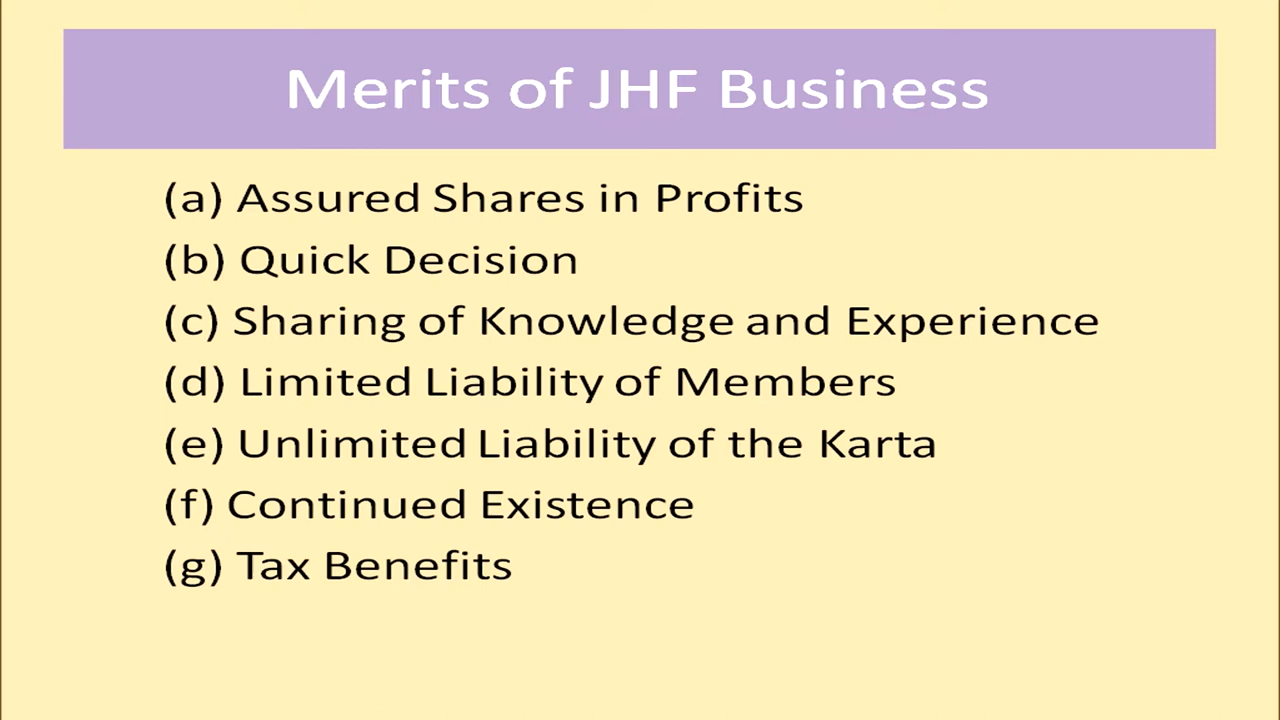 Merits of JHF Business
(a) Assured Shares in Profits
(b) Quick Decision
(c) Sharing of Knowledge and Experience
(d) Limited Liability of Members
(e) Unlimited Liability of the Karta
(f) Continued Existence
(g) Tax Benefits